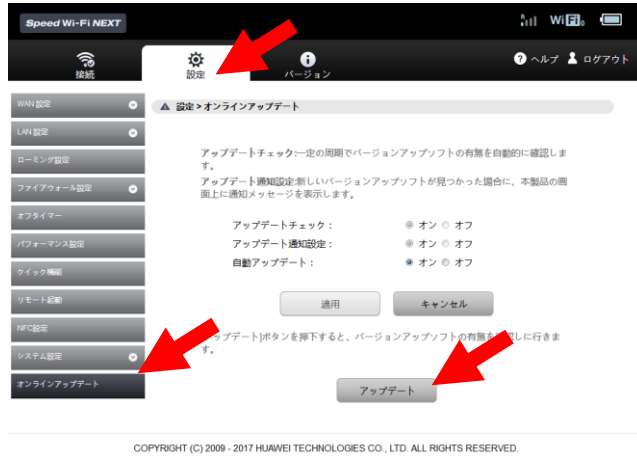 Speed Wi-Fi NEXT
WiFi
接続
設定
バージョン
ヘルプ
ログアウト
WAN設定
LAN設定
ローミング設定
ファイアウォール設定
オフタイマー
パフォーマンス設定
クイック機能
リモート起動
NFC設定
システム設定
オンラインアップデート
設定 > オンラインアップデート
アップデートチェック:一定の周期でバージョンアップソフトの有無を自動的に確認しま
す。
アップデート通知設定:新しいバージョンアップソフトが見つかった場合に、本製品の画
面上に通知メッセージを表示します。
アップデートチェック： オン オフ
アップデート通知設定： オン オフ
自動アップデート： オン オフ
適用 キャンセル
ップデート]ボタンを押下すると、バージョンアップソフトの有無を 認しに行きま
す。
アップデート
COPYRIGHT (C) 2009 - 2017 HUAWEI TECHNOLOGIES CO., LTD. ALL RIGHTS RESERVED.